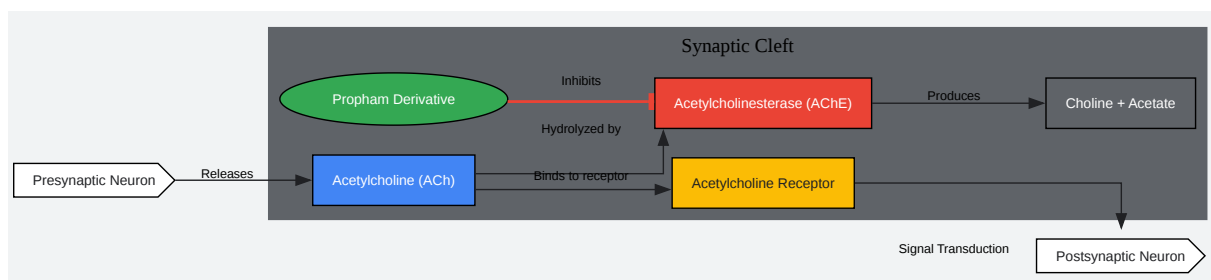 Synaptic Cleft
Inhibits
Propham Derivative
Acetylcholinesterase (AChE)
Produces
Choline + Acetate
Hydrolyzed by
Presynaptic Neuron
Releases
Acetylcholine (ACh)
Binds to receptor
Acetylcholine Receptor
Signal Transduction
Postsynaptic Neuron